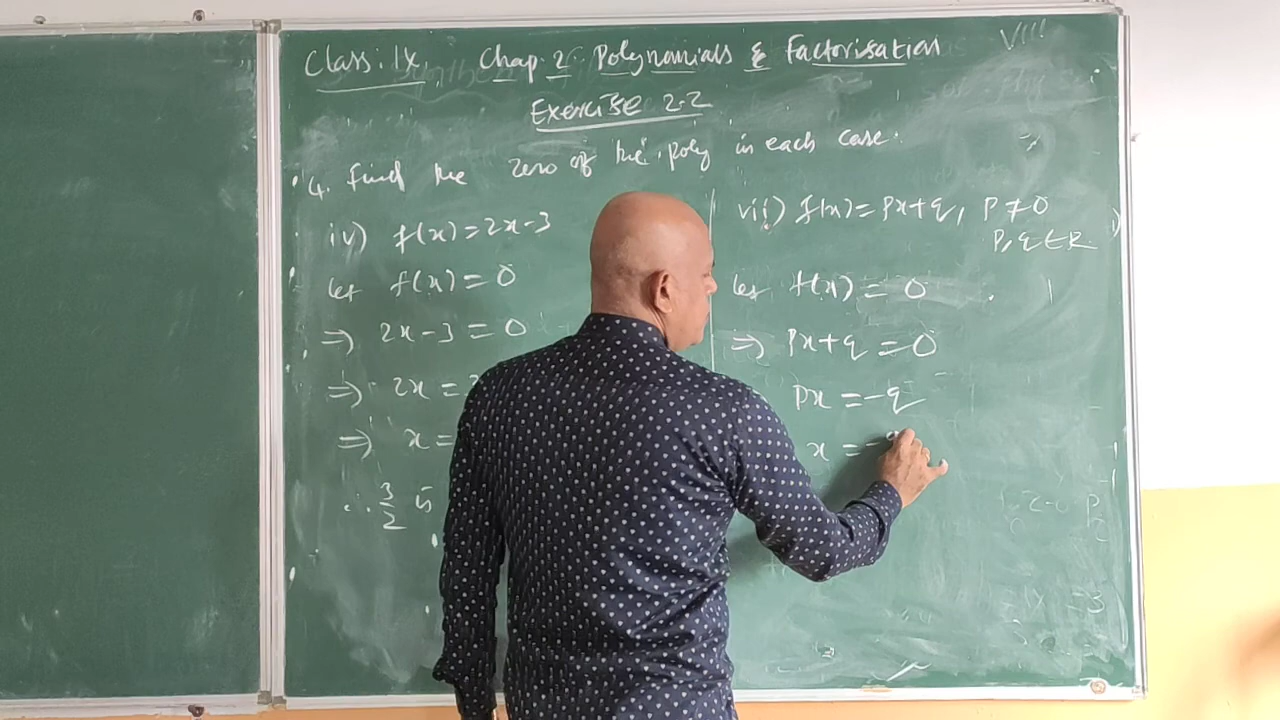 Class: IX, Chap. 2 Polynamials & Factorisation
VIII
Exercise 2.2
4. Find the zero of the poly in each case.
iv) f(x) = 2x-3
let f(x) = 0
⇒ 2x-3 = 0
⇒ 2x =
⇒ x =
∴ 3/2 is
vii) f(x) = Px+q, P≠0
P, q ∈ R.
let f(x) = 0
⇒ Px+q = 0
Px = -q
x = -